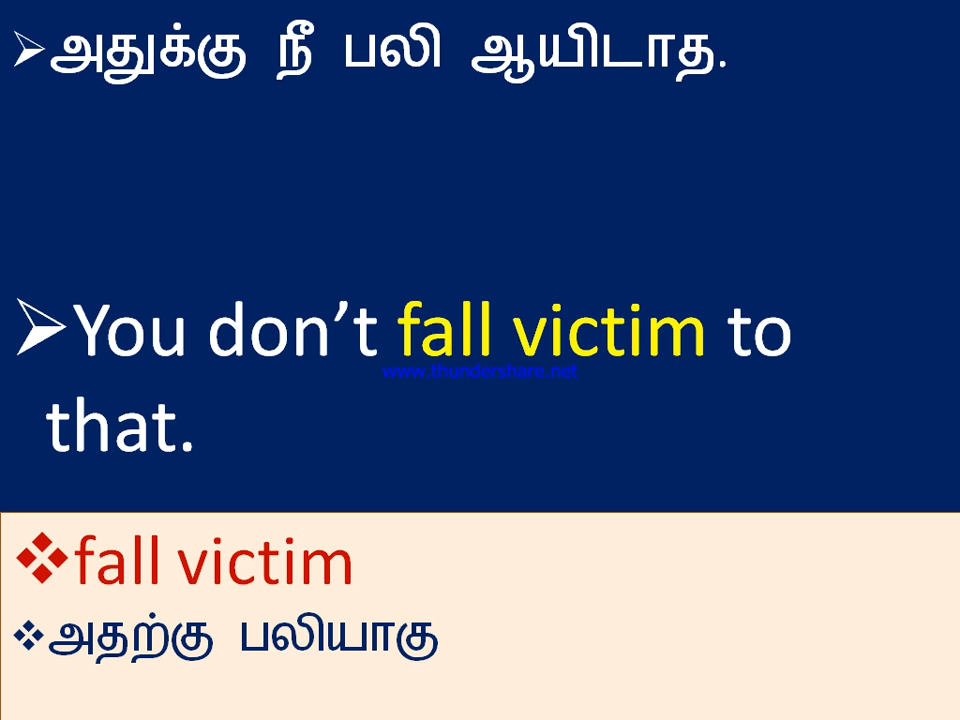 ➢அதுக்கு நீ பலி ஆயிடாத.
➢You don’t fall victim to
www.thundershare.net
that.
❖fall victim
❖அதற்கு பலியாகு